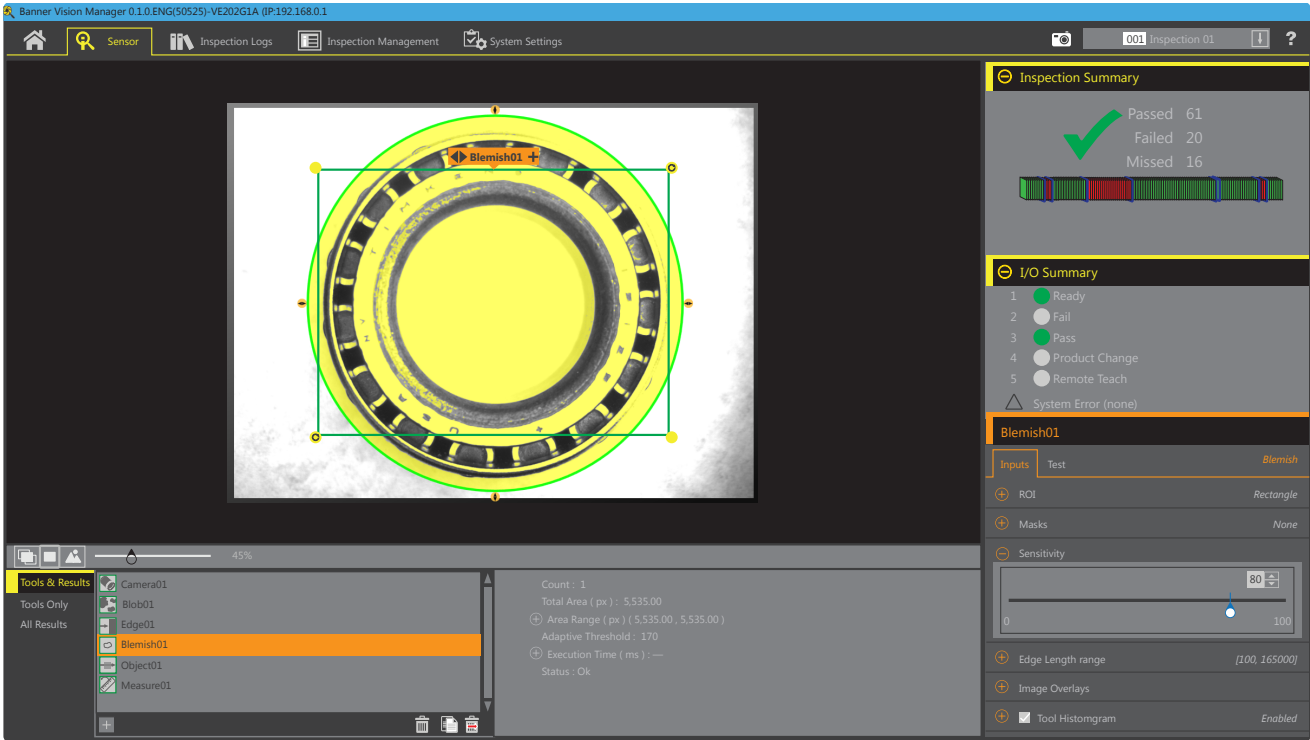 Banner Vision Manager 0.1.0.ENG(50525)-VE202G1A (IP:192.168.0.1
Sensor
Inspection Logs
Inspection Management
System Settings
001 Inspection 01
?
Inspection Summary
Passed 61
Failed 20
Missed 16
Blemish01
I/O Summary
1 Ready
2 Fail
3 Pass
4 Product Change
5 Remote Teach
System Error (none)
Blemish01
Inputs
Test
Blemish
ROI
Rectangle
Masks
None
Sensitivity
80
0
100
Edge Length range
[100, 165000]
Image Overlays
Tool Histomgram
Enabled
45%
Tools & Results
Tools Only
All Results
Camera01
Blob01
Edge01
Blemish01
Object01
Measure01
Count : 1
Total Area ( px ) : 5,535.00
Area Range ( px ) ( 5,535.00 , 5,535.00 )
Adaptive Threshold : 170
Execution Time ( ms ) : —
Status : Ok